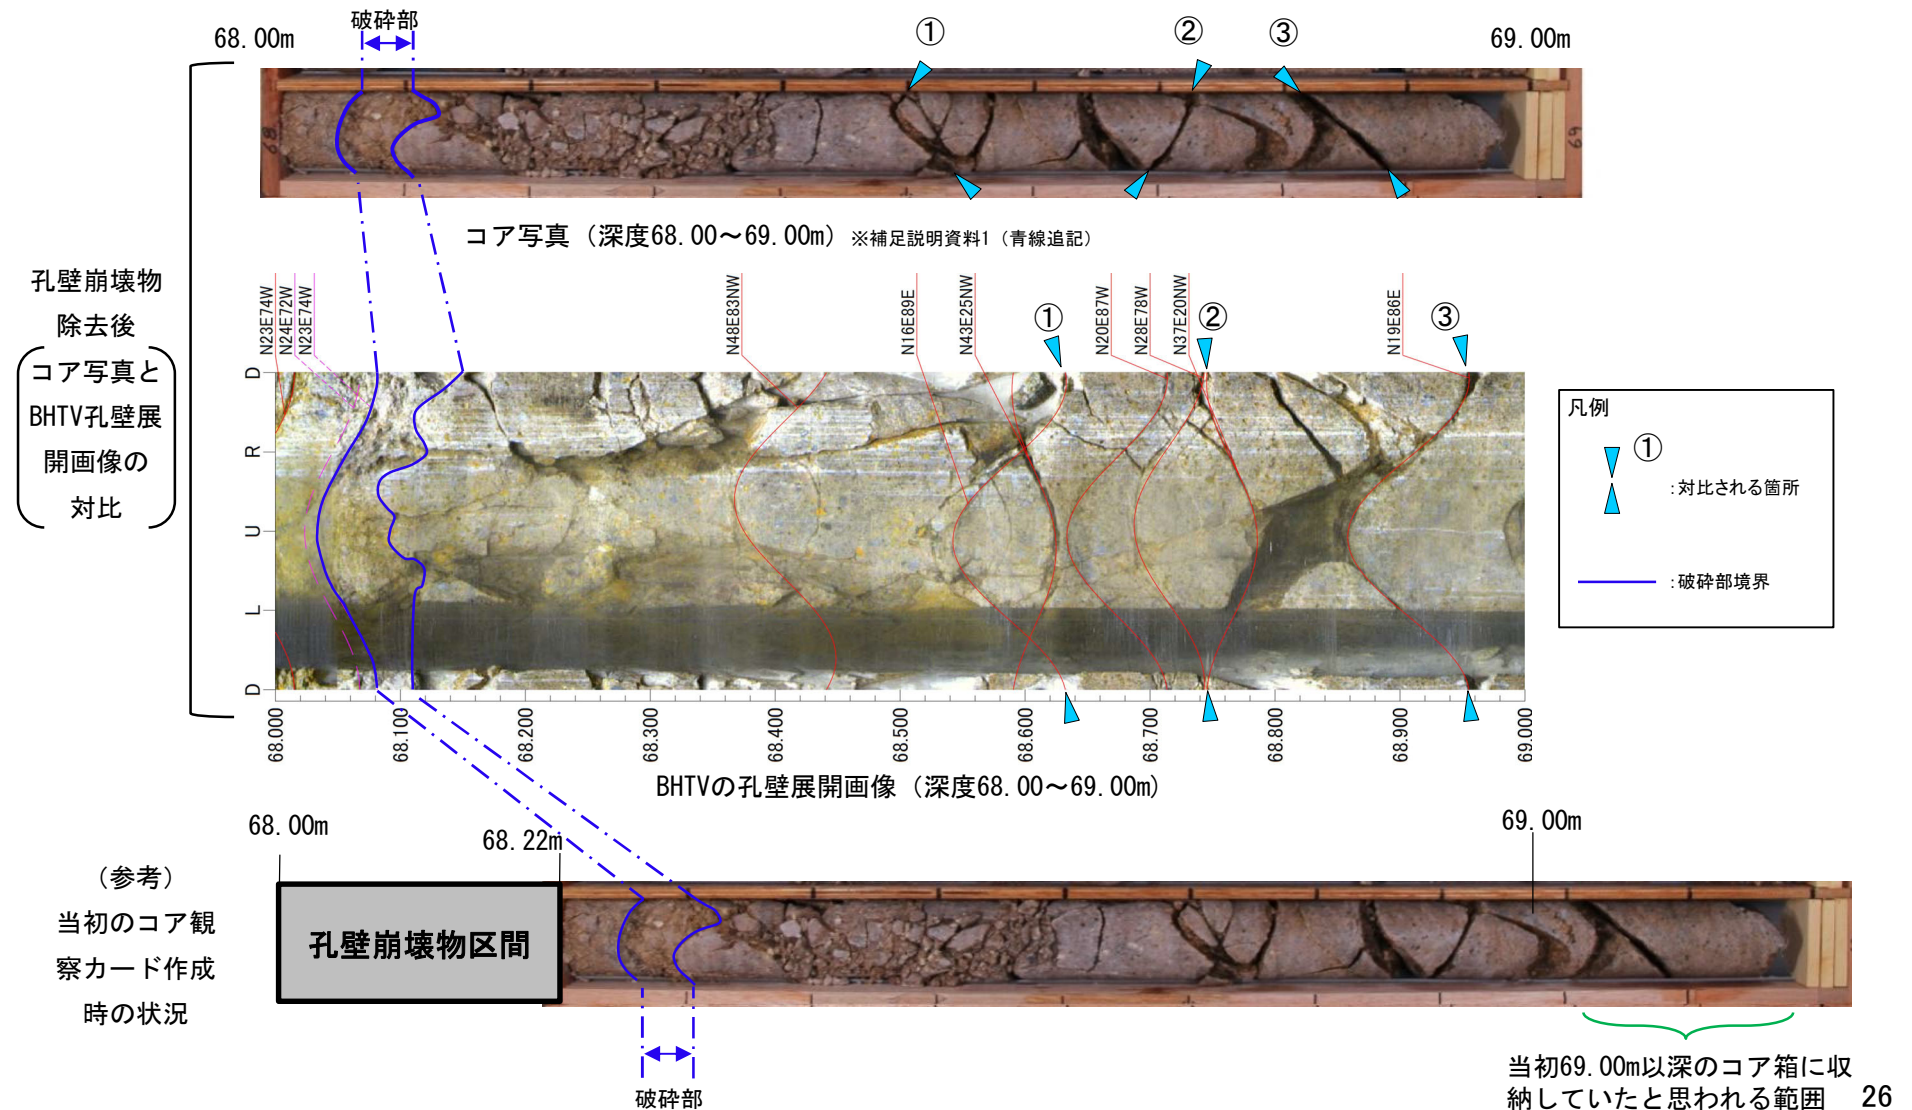 破砕部
68.00m
①
②
③
69.00m
68
69
コア写真（深度68.00～69.00m）※補足説明資料1（青線追記）
孔壁崩壊物
除去後
コア写真と
BHTV孔壁展
開画像の
対比
N23E74W
N24E72W
N23E74W
N48E83NW
N16E89E
N43E25NW
①
N20E87W
N28E78W
N37E20NW
②
N19E86E
③
D
R
U
L
D
68.000
68.100
68.200
68.300
68.400
68.500
68.600
68.700
68.800
68.900
69.000
BHTVの孔壁展開画像（深度68.00～69.00m）
凡例
①
:対比される箇所
:破砕部境界
68.00m
68.22m
69.00m
（参考）
当初のコア観
察カード作成
時の状況
孔壁崩壊物区間
破砕部
当初69.00m以深のコア箱に収
納していたと思われる範囲
26